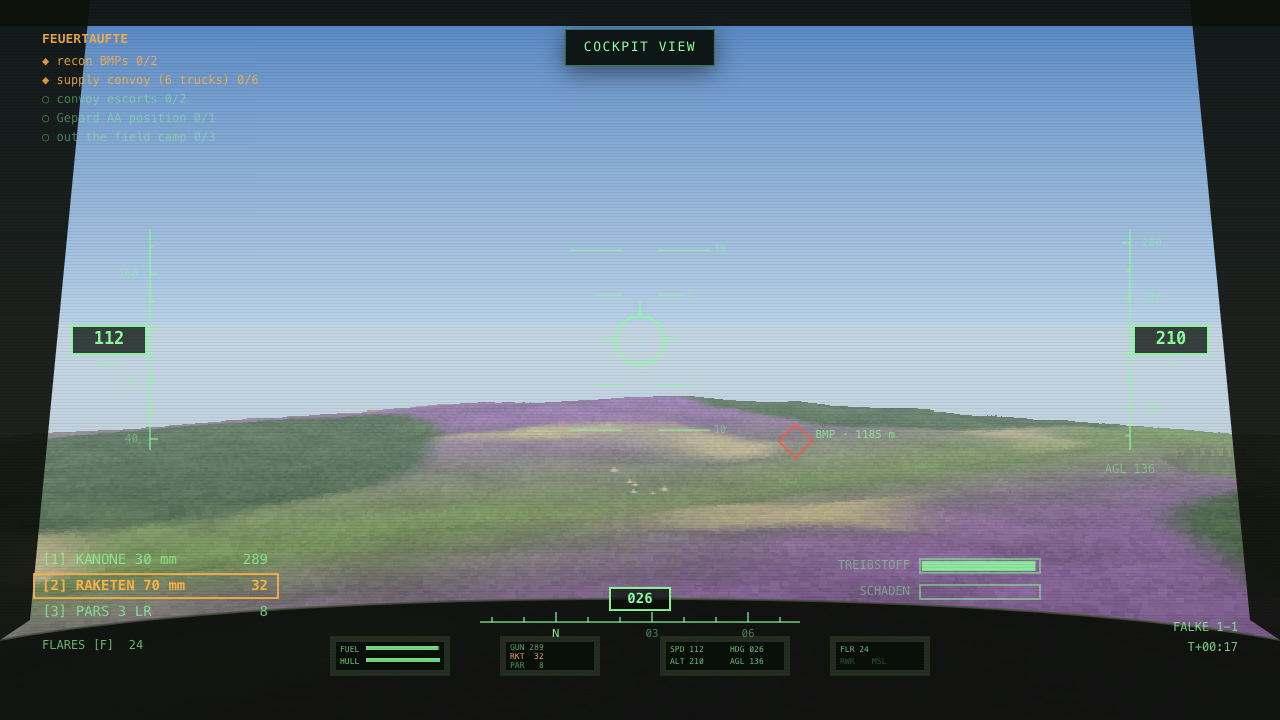 FEUERTAUFTE
◆ recon BMPs 0/2
◆ supply convoy (6 trucks) 0/6
○ convoy escorts 0/2
○ Gepard AA position 0/1
○ out the field camp 0/3
COCKPIT VIEW
10
112
210
40
10
BMP · 1185 m
AGL 136
[1] KANONE 30 mm 289
[2] RAKETEN 70 mm 32
[3] PARS 3 LR 8
FLARES [F] 24
TREIBSTOFF
SCHADEN
026
N 03 06
FALKE 1-1
T+00:17
FUEL
HULL
GUN 289
RKT 32
PAR 8
SPD 112 HDG 026
ALT 210 AGL 136
FLR 24
RWR MSL